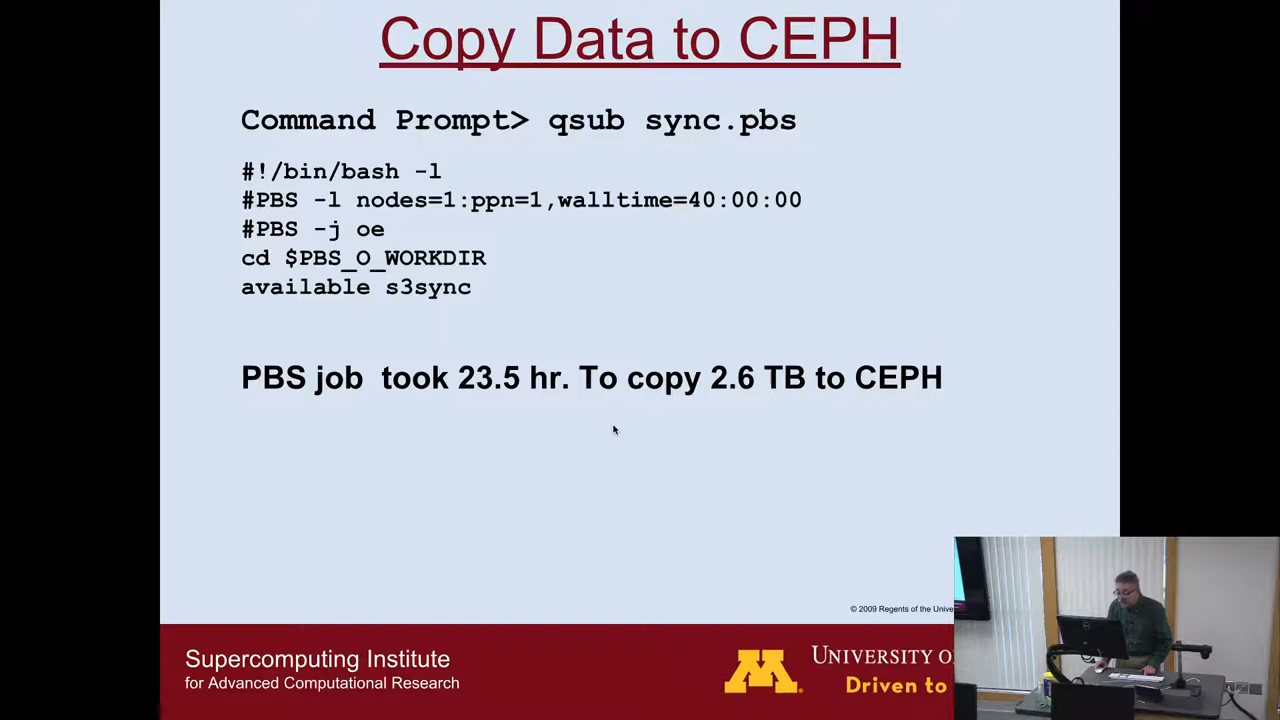 Copy Data to CEPH
Command Prompt> qsub sync.pbs
#!/bin/bash -l
#PBS -l nodes=1:ppn=1,walltime=40:00:00
#PBS -j oe
cd $PBS_O_WORKDIR
available s3sync
PBS job took 23.5 hr. To copy 2.6 TB to CEPH
© 2009 Regents of the
Supercomputing Institute
for Advanced Computational Research
M
UNIVERSITY
Driven to